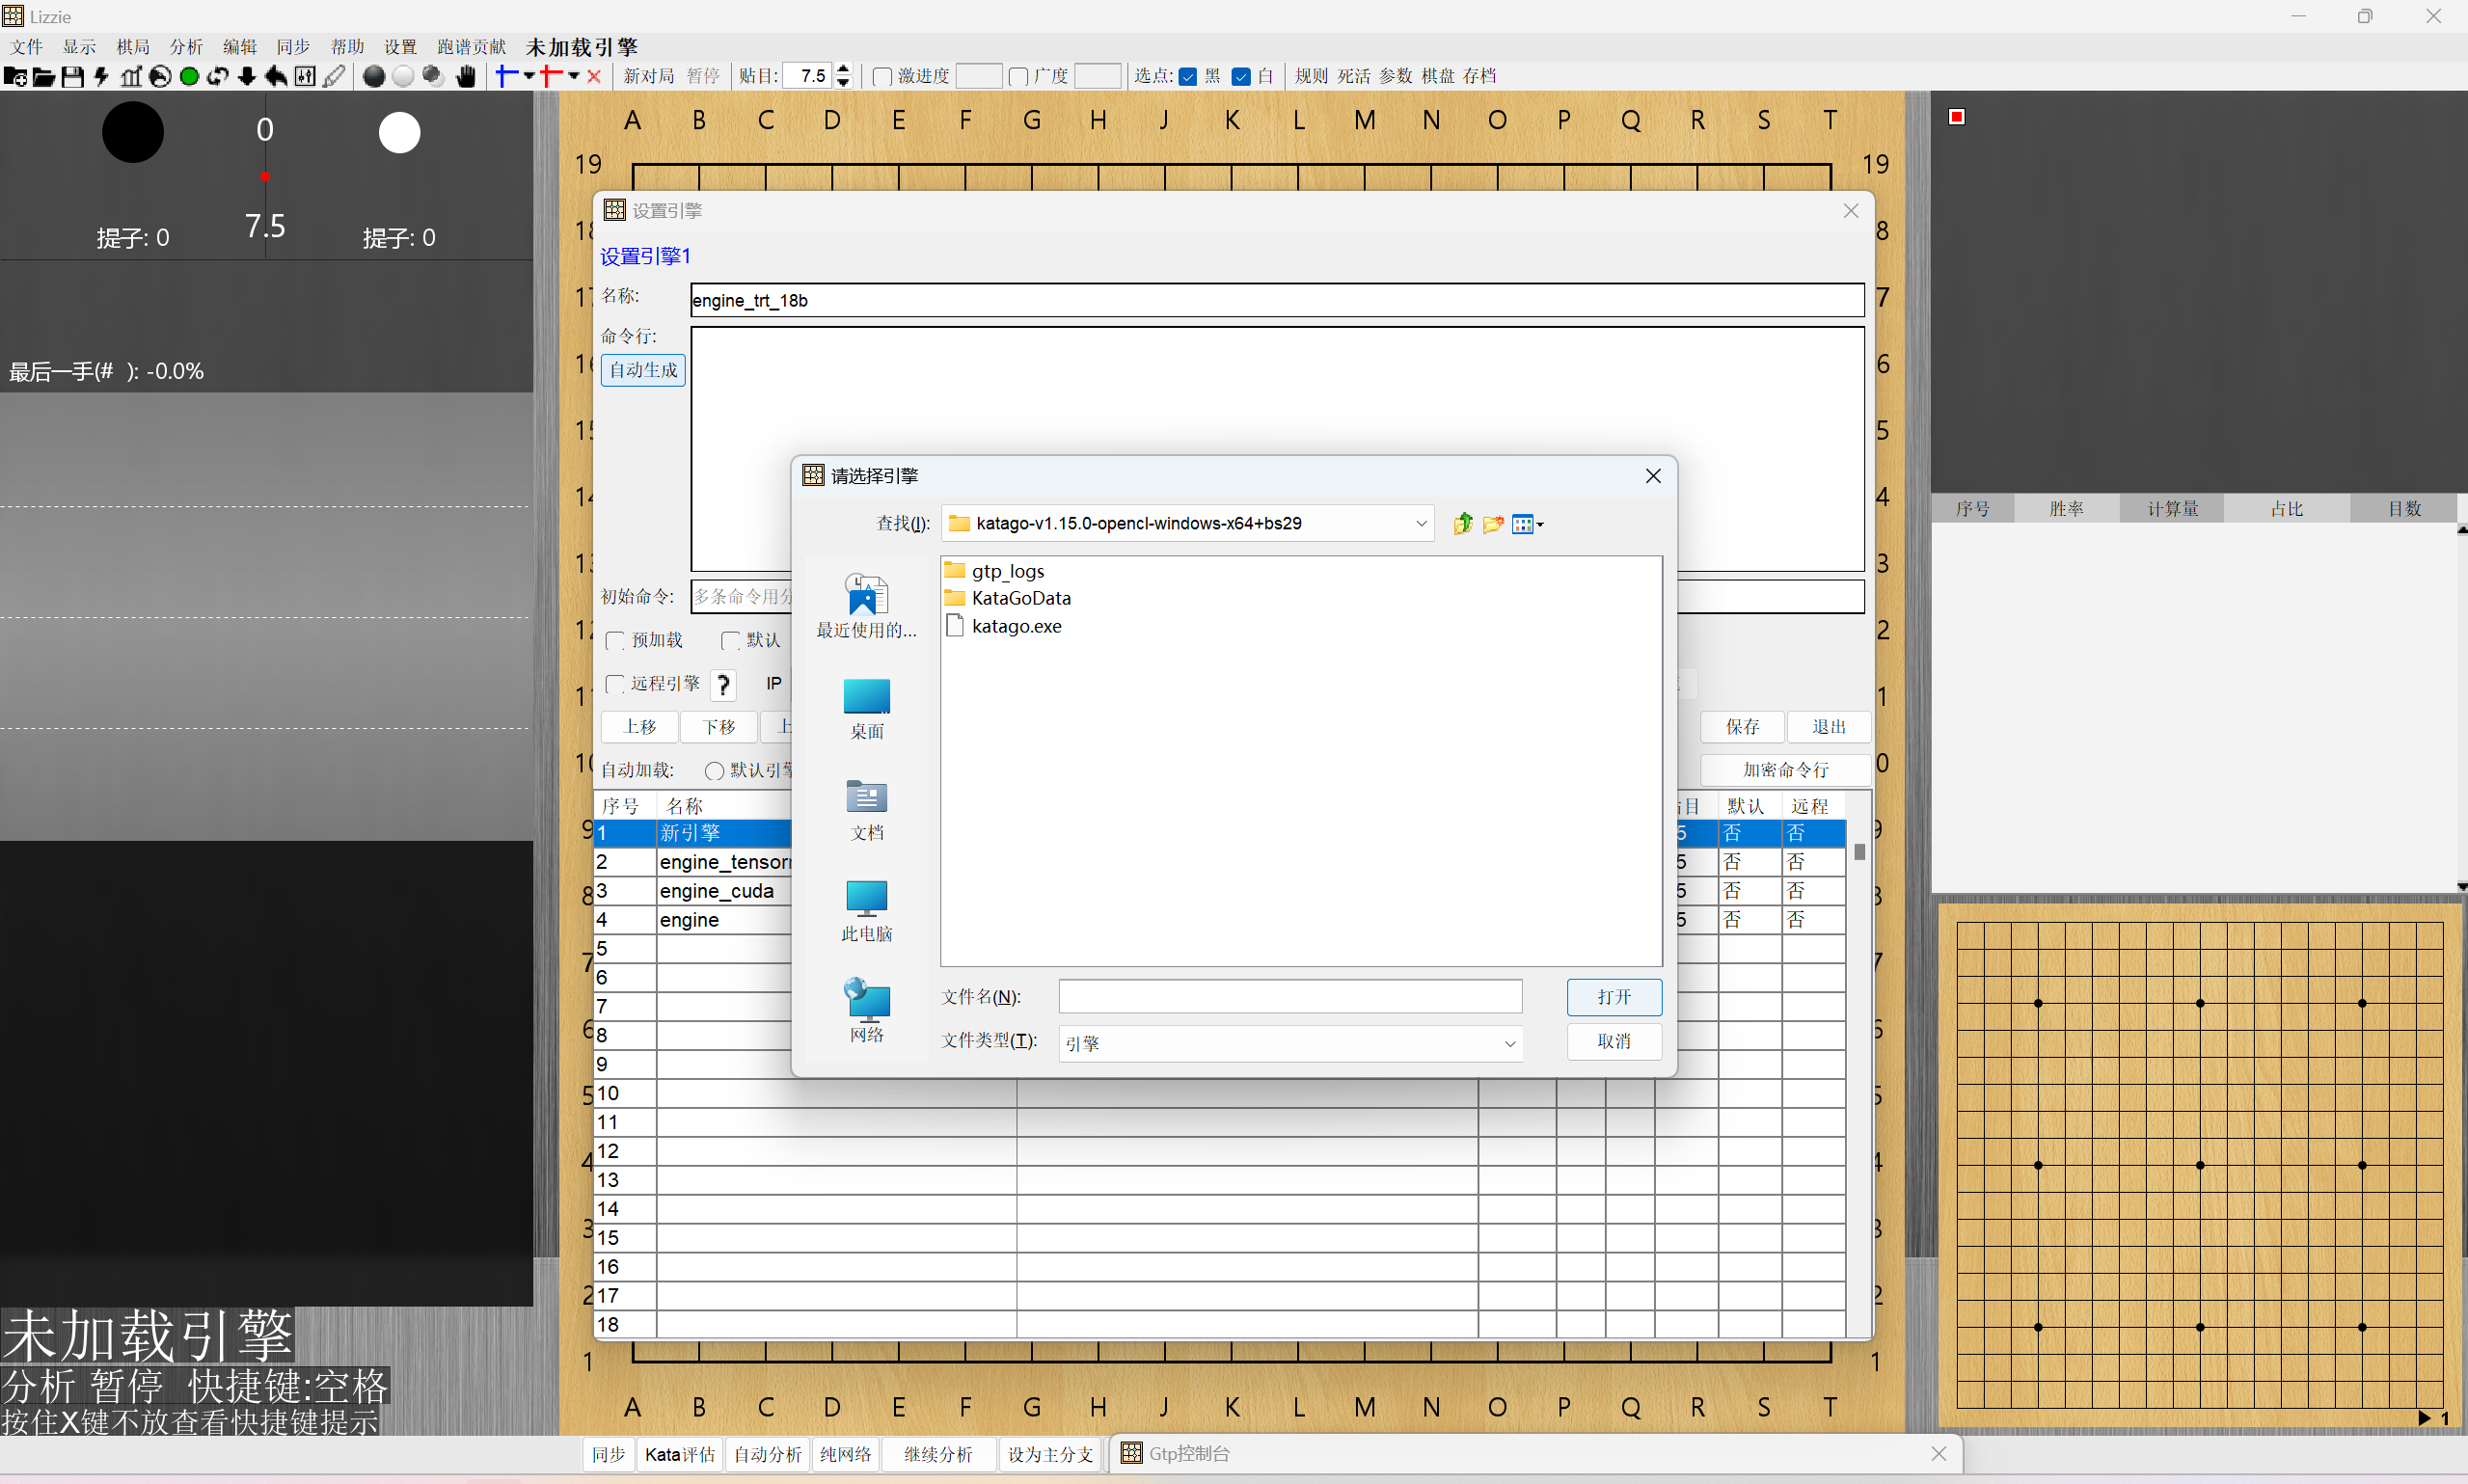 Lizzie
文件 显示 棋局 分析 编辑 同步 帮助 设置 跑谱贡献 未加载引擎
新对局 暂停 贴目: 7.5 激进度 广度 选点: 黑 白 规则 死活 参数 棋盘 存档
0
7.5
提子: 0
提子: 0
最后一手(# ): -0.0%
未加载引擎
分析 暂停 快捷键:空格
按住X键不放查看快捷键提示
A B C D E F G H J K L M N O P Q R S T
19 19
设置引擎
设置引擎1
名称: engine_trt_18b
命令行:
自动生成
初始命令: 多条命令用
预加载 默认
远程引擎 ? IP
上移 下移 上
保存 退出
自动加载: 默认引
加密命令行
序号 名称 目 默认 远程
1 新引擎 5 否 否
2 engine_tensor 5 否 否
3 engine_cuda 5 否 否
4 engine 5 否 否
5
6
7
8
9
10
11
12
13
14
15
16
17
18
请选择引擎
查找(I): katago-v1.15.0-opencl-windows-x64+bs29
最近使用的...
桌面
文档
此电脑
网络
gtp_logs
KataGoData
katago.exe
文件名(N): 打开
文件类型(T): 引擎 取消
1 1
A B C D E F G H J K L M N O P Q R S T
序号 胜率 计算量 占比 目数
1
同步 Kata评估 自动分析 纯网络 继续分析 设为主分支 Gtp控制台